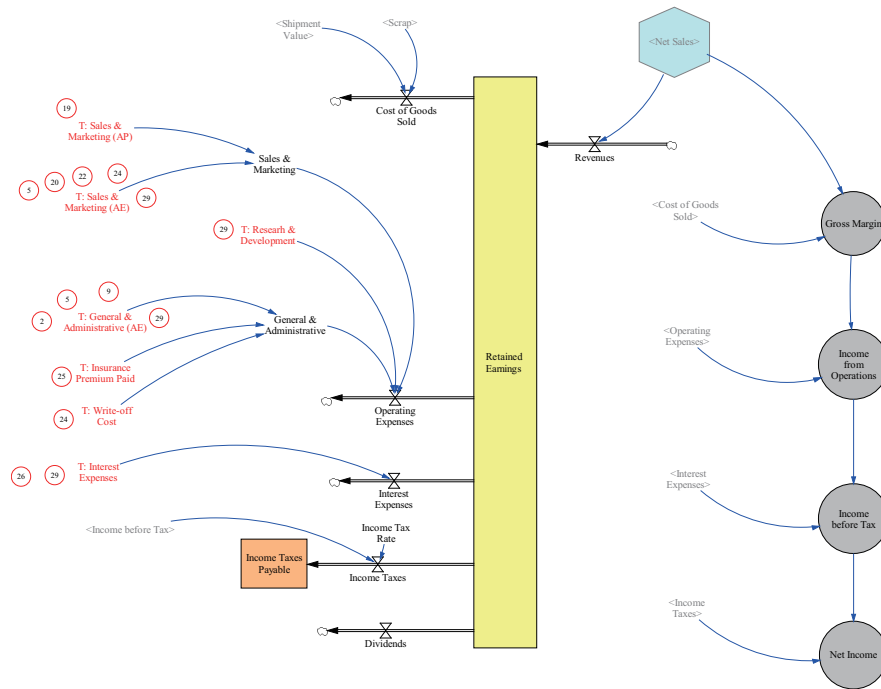 <Shipment
Value>
<Scrap>
<Net Sales>
Cost of Goods
Sold
19
T: Sales &
Marketing (AP)
Revenues
Sales &
Marketing
5
20
22
24
T: Sales &
Marketing (AE)
29
<Cost of Goods
Sold>
Gross Margin
29
T: Researh &
Development
5
9
2
T: General &
Administrative (AE)
29
General &
Administrative
<Operating
Expenses>
Retained
Earnings
Income
from
Operations
25
T: Insurance
Premium Paid
24
T: Write-off
Cost
Operating
Expenses
26
29
T: Interest
Expenses
Interest
Expenses
<Interest
Expenses>
Income
before Tax
<Income before Tax>
Income Tax
Rate
Income Taxes
Payable
Income Taxes
<Income
Taxes>
Dividends
Net Income